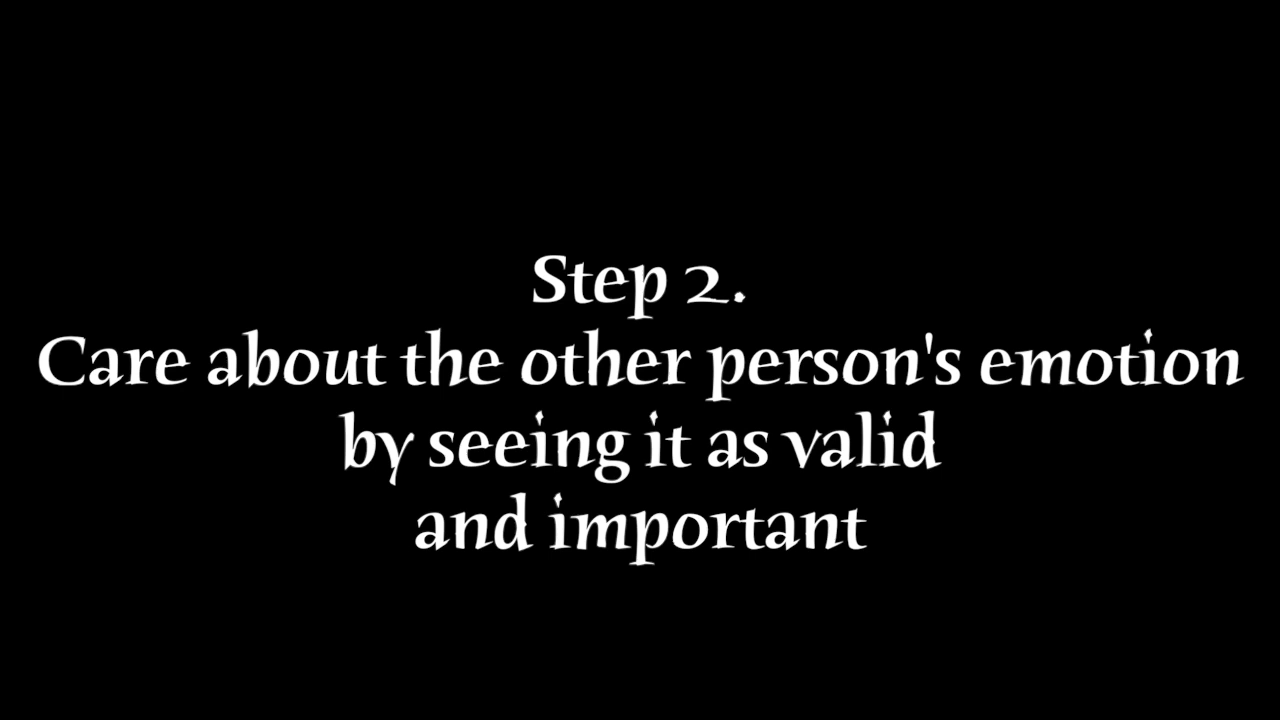 Step 2.
Care about the other person's emotion
by seeing it as valid
and important